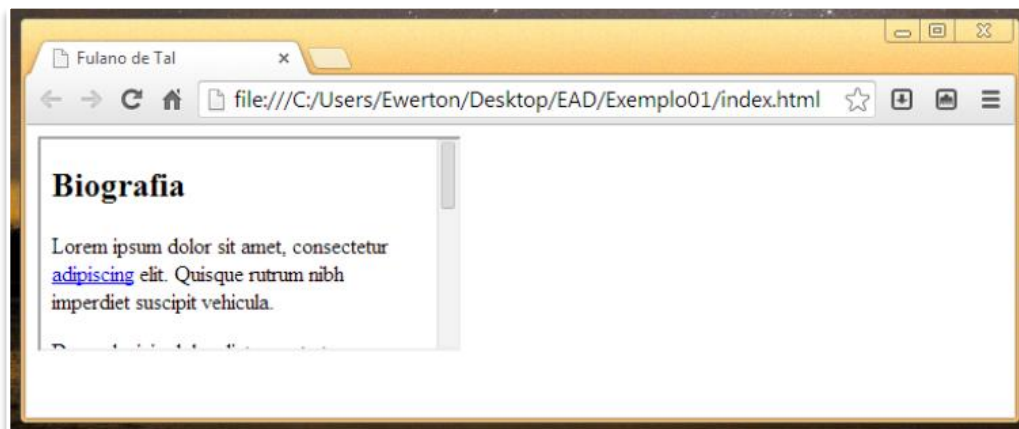 Fulano de Tal
file:///C:/Users/Ewerton/Desktop/EAD/Exemplo01/index.html
Biografia
Lorem ipsum dolor sit amet, consectetur
adipiscing elit. Quisque rutrum nibh
imperdiet suscipit vehicula.